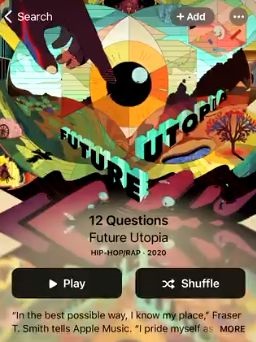 Search
+ Add
FUTURE UTOPIA
12 Questions
Future Utopia
HIP-HOP/RAP · 2020
Play
Shuffle
"In the best possible way, I know my place," Fraser
T. Smith tells Apple Music. "I pride myself as MORE